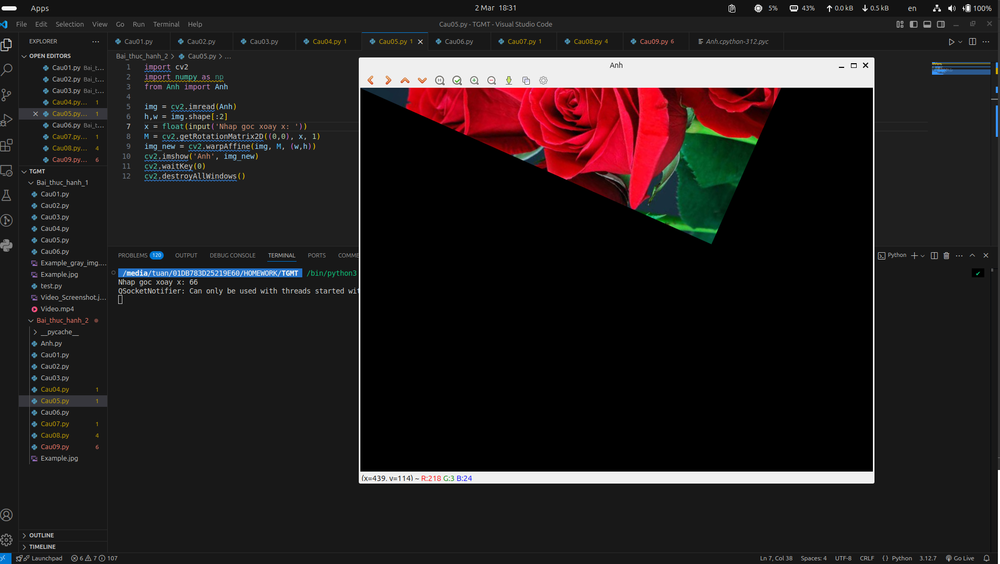 Apps
2 Mar 18:31
5%
43%
0.0 kB
0.5 kB
en
100%
File Edit Selection View Go Run Terminal Help
Cau05.py - TGMT - Visual Studio Code
EXPLORER
Cau01.py
Cau02.py
Cau03.py
Cau04.py 1
Cau05.py 1
Cau06.py
Cau07.py 1
Cau08.py 4
Cau09.py 6
Anh.cpython-312.pyc
OPEN EDITORS
Cau01.py Bai_t...
Cau02.py Bai_t...
Cau03.py Bai_t...
Cau04.py... 1
Cau05.py... 1
Cau06.py Bai_t...
Cau07.py... 1
Cau08.py... 4
Cau09.py... 6
TGMT
Bai_thuc_hanh_1
Cau01.py
Cau02.py
Cau03.py
Cau04.py
Cau05.py
Cau06.py
Example_gray_img....
Example.jpg
test.py
Video_Screenshot.j...
Video.mp4
Bai_thuc_hanh_2
__pycache__
Anh.py
Cau01.py
Cau02.py
Cau03.py
Cau04.py 1
Cau05.py 1
Cau06.py
Cau07.py 1
Cau08.py 4
Cau09.py 6
Example.jpg
OUTLINE
TIMELINE
Bai_thuc_hanh_2 > Cau05.py > ...
1 import cv2
2 import numpy as np
3 from Anh import Anh
4
5 img = cv2.imread(Anh)
6 h,w = img.shape[:2]
7 x = float(input('Nhap goc xoay x: '))
8 M = cv2.getRotationMatrix2D((0,0), x, 1)
9 img_new = cv2.warpAffine(img, M, (w,h))
10 cv2.imshow('Anh', img_new)
11 cv2.waitKey(0)
12 cv2.destroyAllWindows()
Anh
(x=439, y=114) ~ R:218 G:3 B:24
PROBLEMS 120 OUTPUT DEBUG CONSOLE TERMINAL PORTS COMME
Python
/media/tuan/01DB783D25219E60/HOMEWORK/TGMT /bin/python3
Nhap goc xoay x: 66
QSocketNotifier: Can only be used with threads started wit
Launchpad
6 7 107
Ln 7, Col 38
Spaces: 4
UTF-8
CRLF
{} Python
3.12.7
Go Live